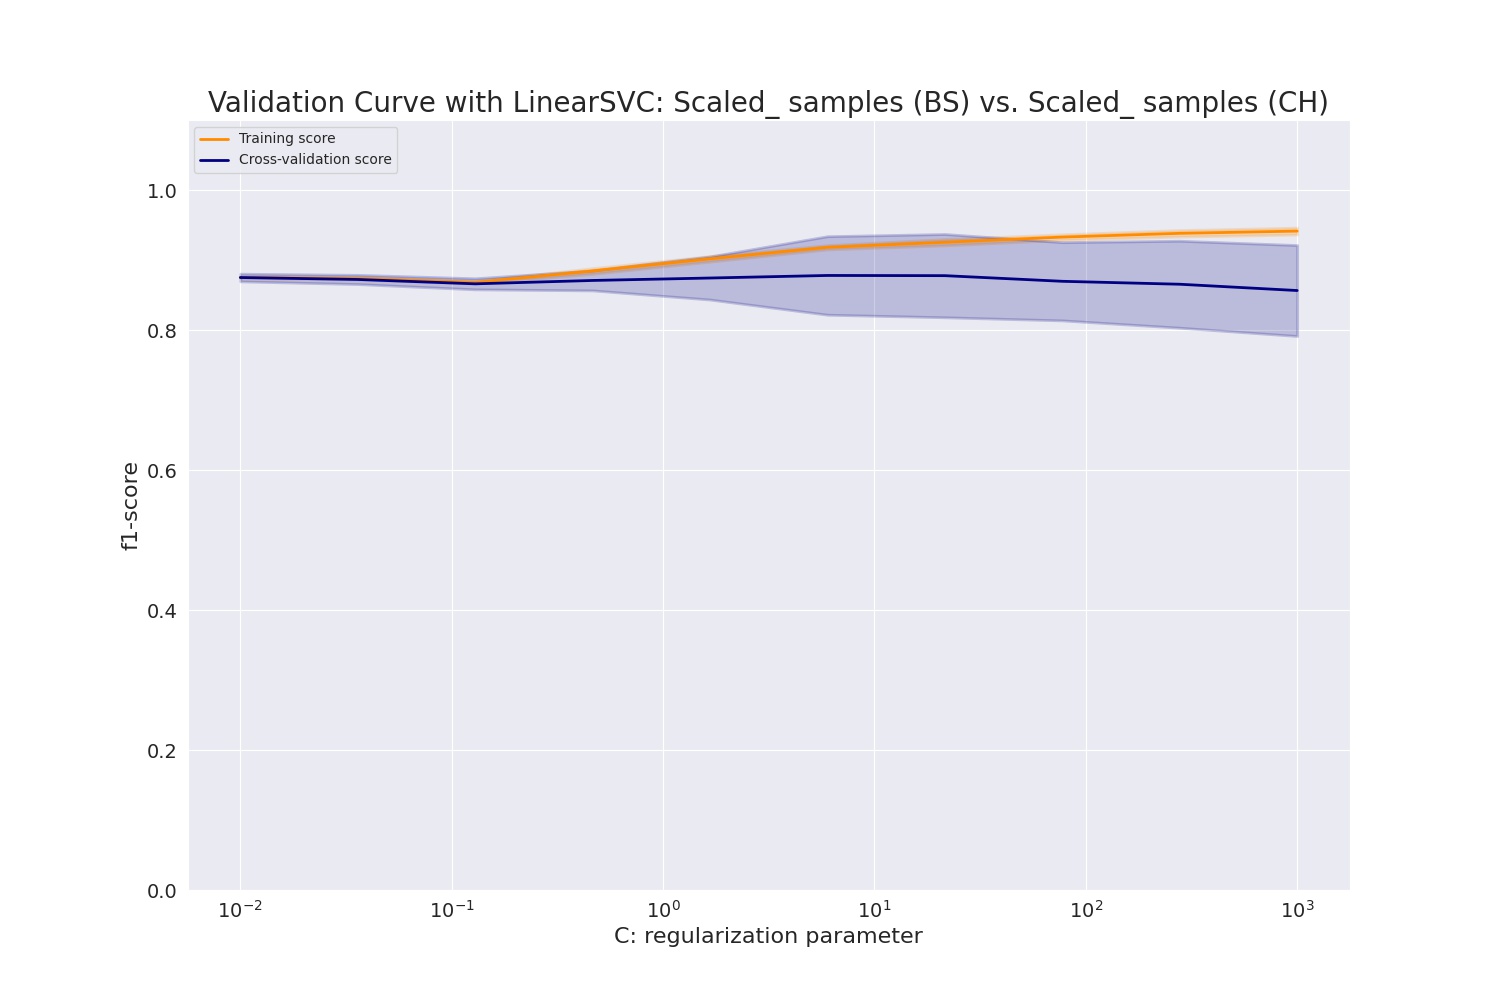 Validation Curve with LinearSVC: Scaled_ samples (BS) vs. Scaled_ samples (CH)
Training score
Cross-validation score
1.0
0.8
0.6
0.4
0.2
0.0
f1-score
10⁻² 10⁻¹ 10⁰ 10¹ 10² 10³
C: regularization parameter